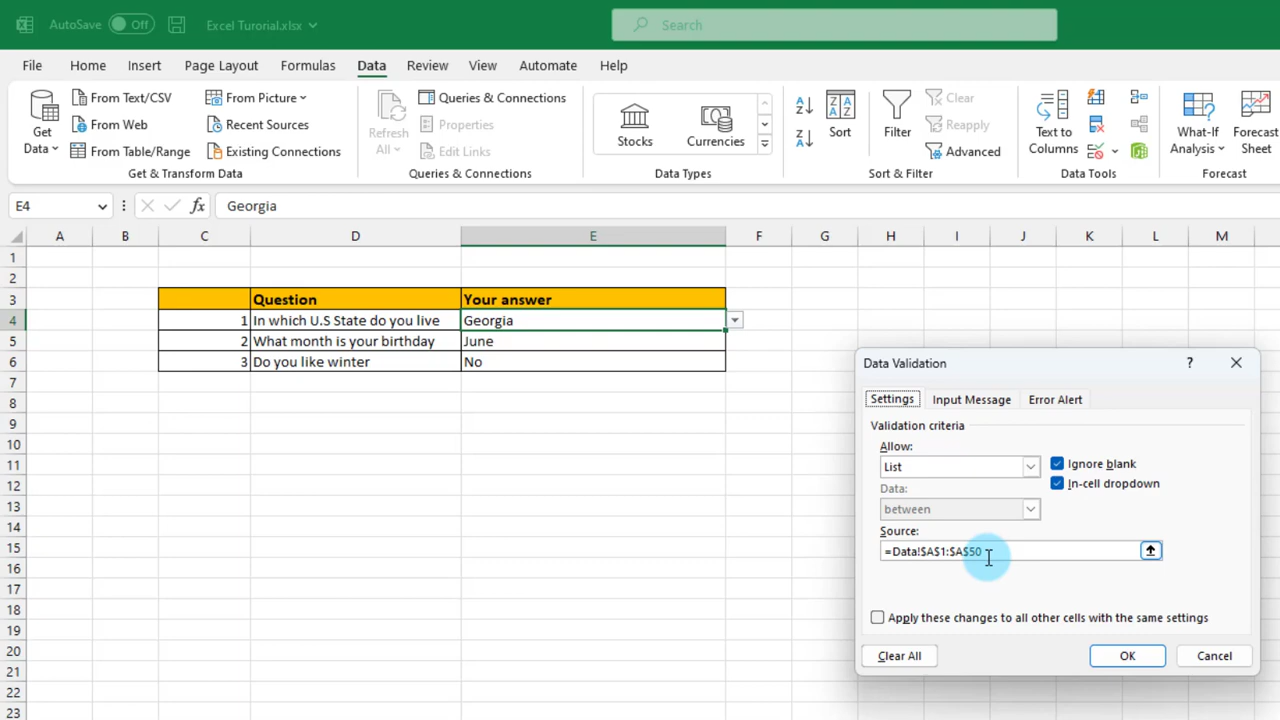 AutoSave Off Excel Turorial.xlsx Search
File Home Insert Page Layout Formulas Data Review View Automate Help
Get Data
From Text/CSV
From Web
From Table/Range
From Picture
Recent Sources
Existing Connections
Get & Transform Data
Refresh All
Queries & Connections
Properties
Edit Links
Queries & Connections
Stocks
Currencies
Data Types
A Z
Z A
Z A A Z
Sort
Filter
Clear
Reapply
Advanced
Sort & Filter
Text to Columns
Data Tools
What-If Analysis
Forecast Sheet
Forecast
E4 fx Georgia
A B C D E F G H I J K L M
1
2
3 Question Your answer
4 1 In which U.S State do you live Georgia
5 2 What month is your birthday June
6 3 Do you like winter No
7
8
9
10
11
12
13
14
15
16
17
18
19
20
21
22
23
Data Validation ?
Settings Input Message Error Alert
Validation criteria
Allow:
List
Ignore blank
In-cell dropdown
Data:
between
Source:
=Data!$A$1:$A$50
Apply these changes to all other cells with the same settings
Clear All OK Cancel